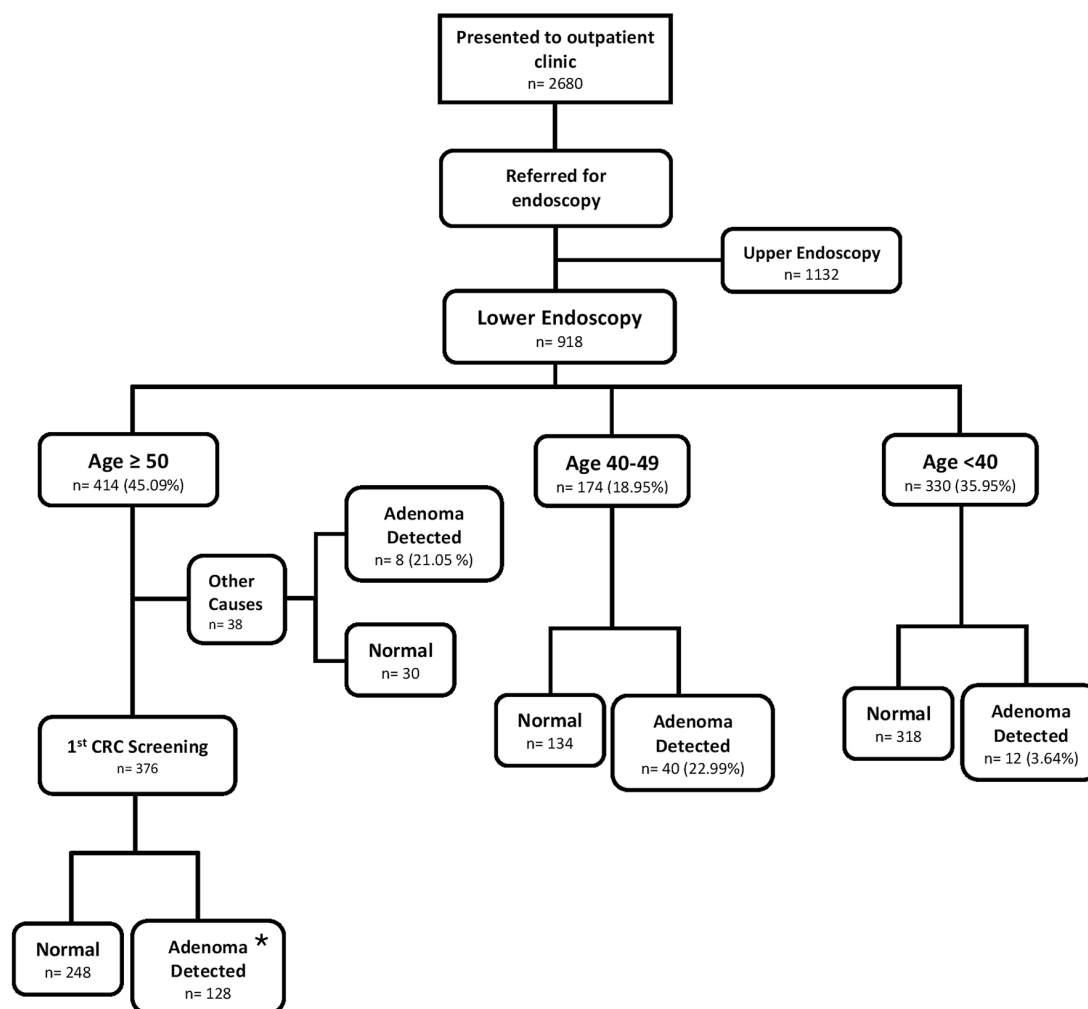 Presented to outpatient
clinic
n= 2680
Referred for
endoscopy
Upper Endoscopy
n= 1132
Lower Endoscopy
n= 918
Age ≥ 50
n= 414 (45.09%)
Age 40-49
n= 174 (18.95%)
Age <40
n= 330 (35.95%)
Other
Causes
n= 38
Adenoma
Detected
n= 8 (21.05 %)
Normal
n= 30
1st CRC Screening
n= 376
Normal
n= 248
Adenoma *
Detected
n= 128
Normal
n= 134
Adenoma
Detected
n= 40 (22.99%)
Normal
n= 318
Adenoma
Detected
n= 12 (3.64%)